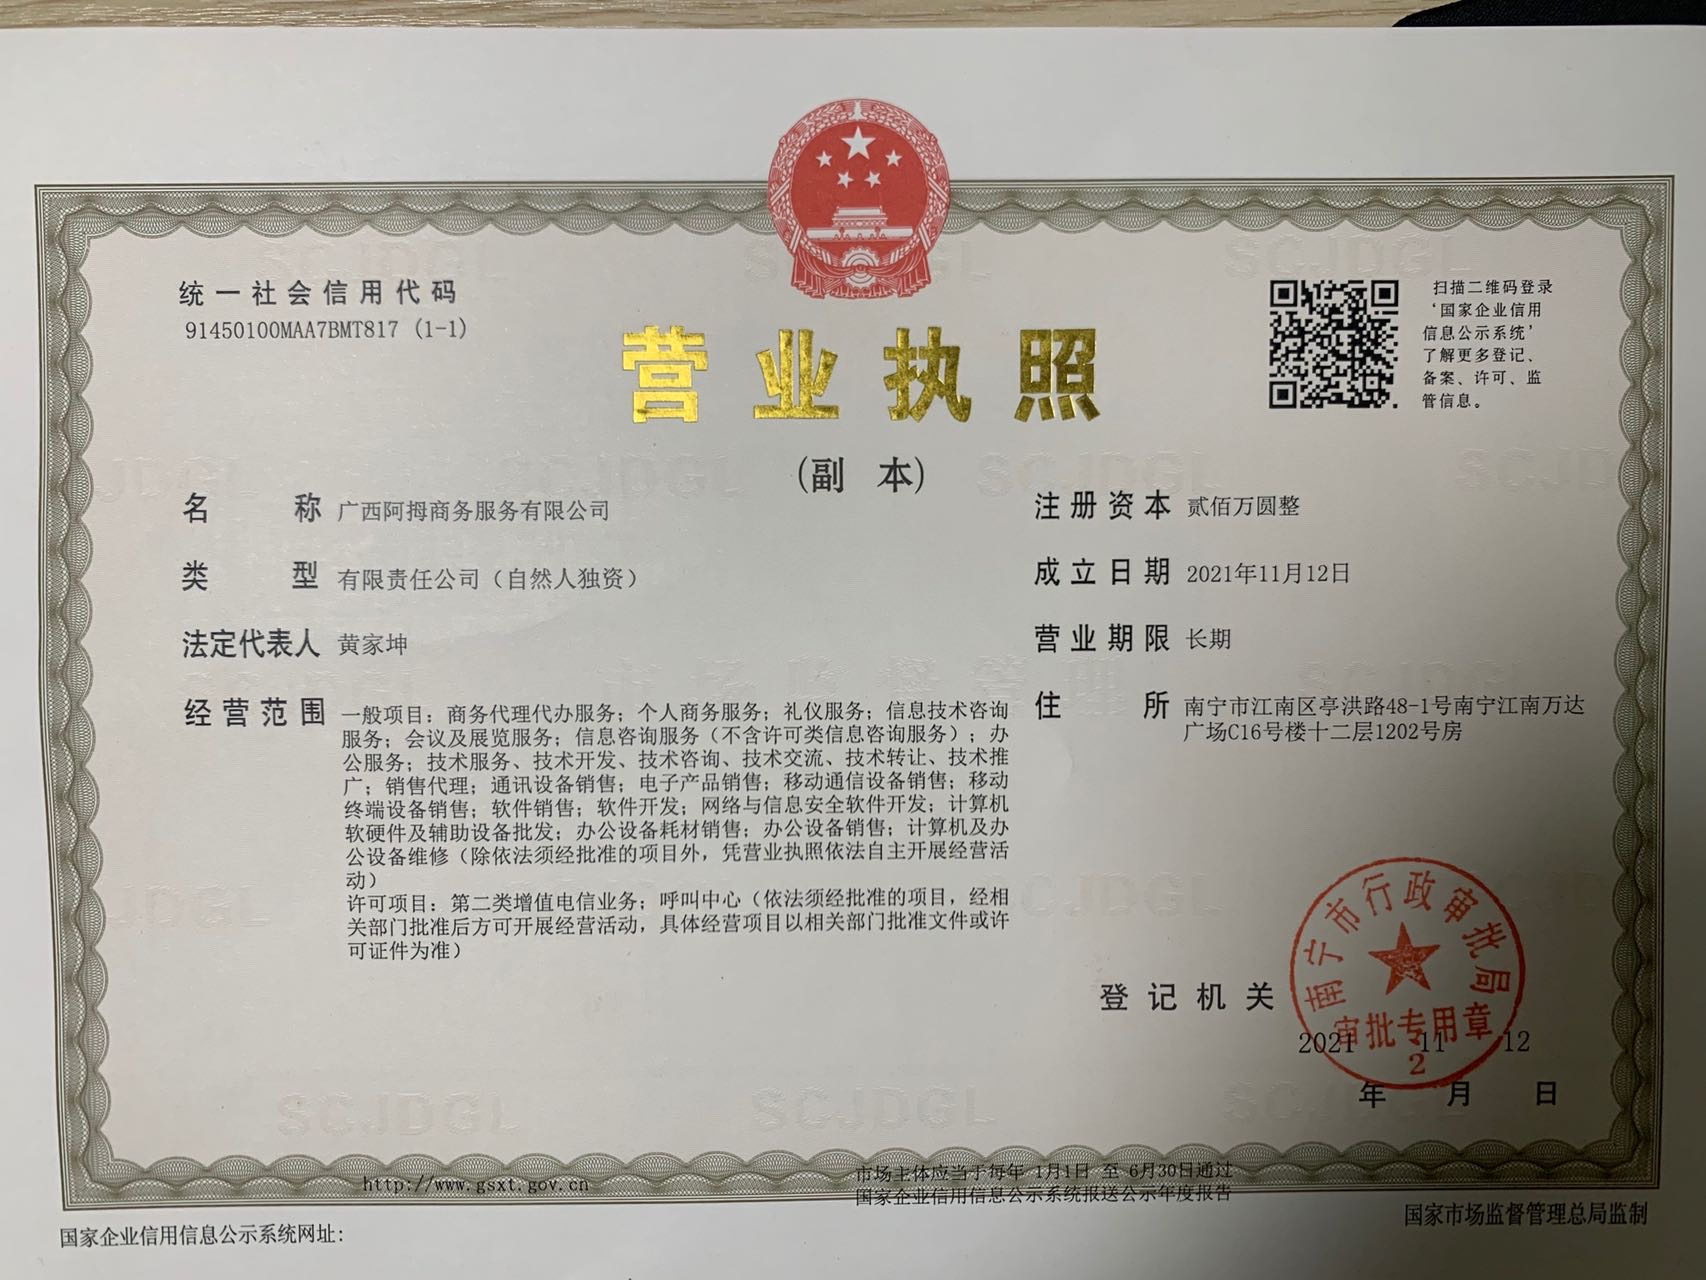 统一社会信用代码
91450100MAA7BMT817 (1-1)
营业执照
(副 本)
扫描二维码登录
‘国家企业信用
信息公示系统’
了解更多登记、
备案、许可、监
管信息。
名 称 广西阿拇商务服务有限公司
类 型 有限责任公司（自然人独资）
法定代表人 黄家坤
经营范围 一般项目：商务代理代办服务；个人商务服务；礼仪服务；信息技术咨询
服务；会议及展览服务；信息咨询服务（不含许可类信息咨询服务）；办
公服务；技术服务、技术开发、技术咨询、技术交流、技术转让、技术推
广；销售代理；通讯设备销售；电子产品销售；移动通信设备销售；移动
终端设备销售；软件销售；软件开发；网络与信息安全软件开发；计算机
软硬件及辅助设备批发；办公设备耗材销售；办公设备销售；计算机及办
公设备维修（除依法须经批准的项目外，凭营业执照依法自主开展经营活
动）
许可项目：第二类增值电信业务；呼叫中心（依法须经批准的项目，经相
关部门批准后方可开展经营活动，具体经营项目以相关部门批准文件或许
可证件为准）
注册资本 贰佰万圆整
成立日期 2021年11月12日
营业期限 长期
住 所 南宁市江南区亭洪路48-1号南宁江南万达
广场C16号楼十二层1202号房
登记机关
南宁市行政审批局
审批专用章
2
2021 11 12
年 月 日
http://www.gsxt.gov.cn
市场主体应当于每年 1月1日 至 6月30日通过
国家企业信用信息公示系统报送公示年度报告
国家企业信用信息公示系统网址:
国家市场监督管理总局监制
SCJDGL